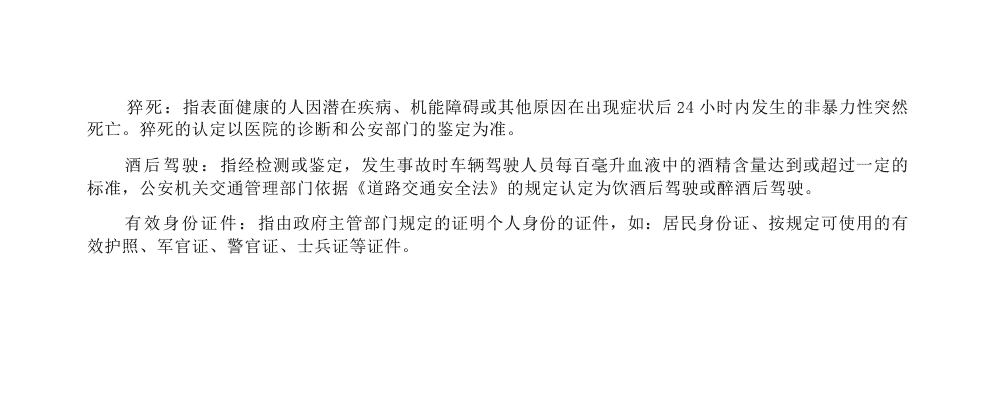 猝死：指表面健康的人因潜在疾病、机能障碍或其他原因在出现症状后 24 小时内发生的非暴力性突然
死亡。猝死的认定以医院的诊断和公安部门的鉴定为准。
酒后驾驶：指经检测或鉴定，发生事故时车辆驾驶人员每百毫升血液中的酒精含量达到或超过一定的
标准，公安机关交通管理部门依据《道路交通安全法》的规定认定为饮酒后驾驶或醉酒后驾驶。
有效身份证件：指由政府主管部门规定的证明个人身份的证件，如：居民身份证、按规定可使用的有
效护照、军官证、警官证、士兵证等证件。